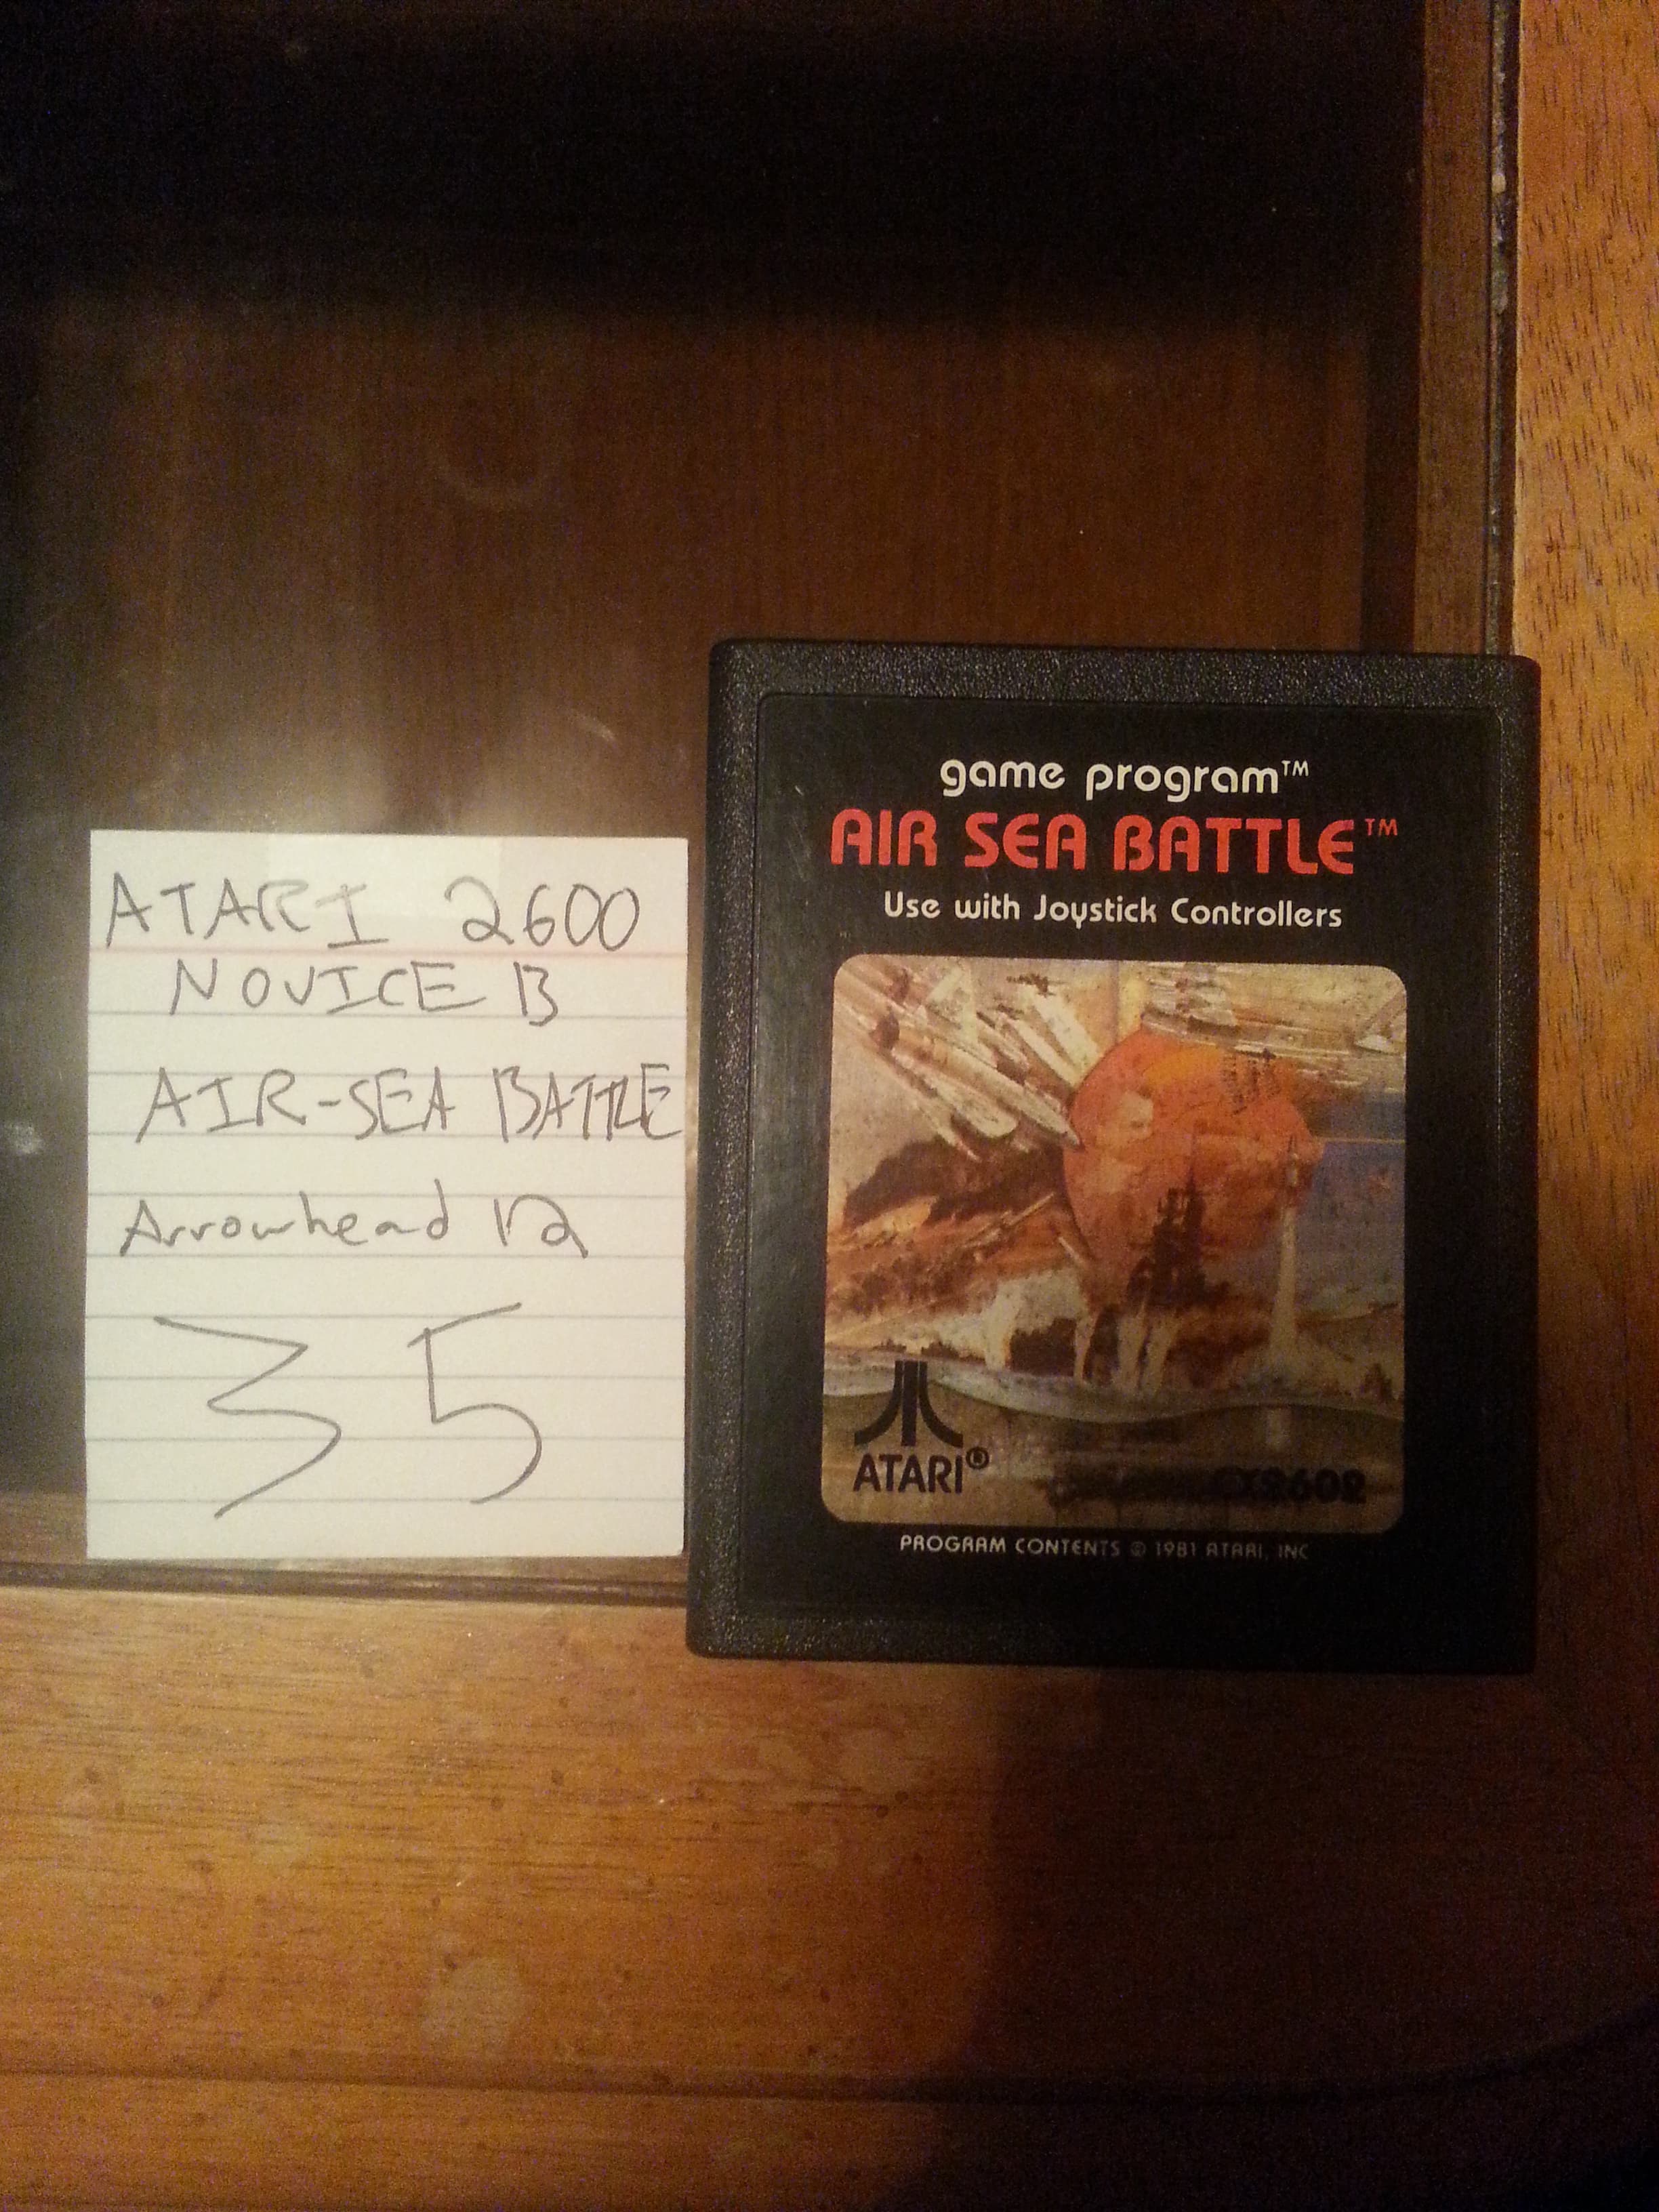 ATARI 2600
NOVICE B
AIR-SEA BATTLE
Arrowhead 12
35
game program™
AIR SEA BATTLE™
Use with Joystick Controllers
ATARI®
CX2602
PROGRAM CONTENTS © 1981 ATARI, INC